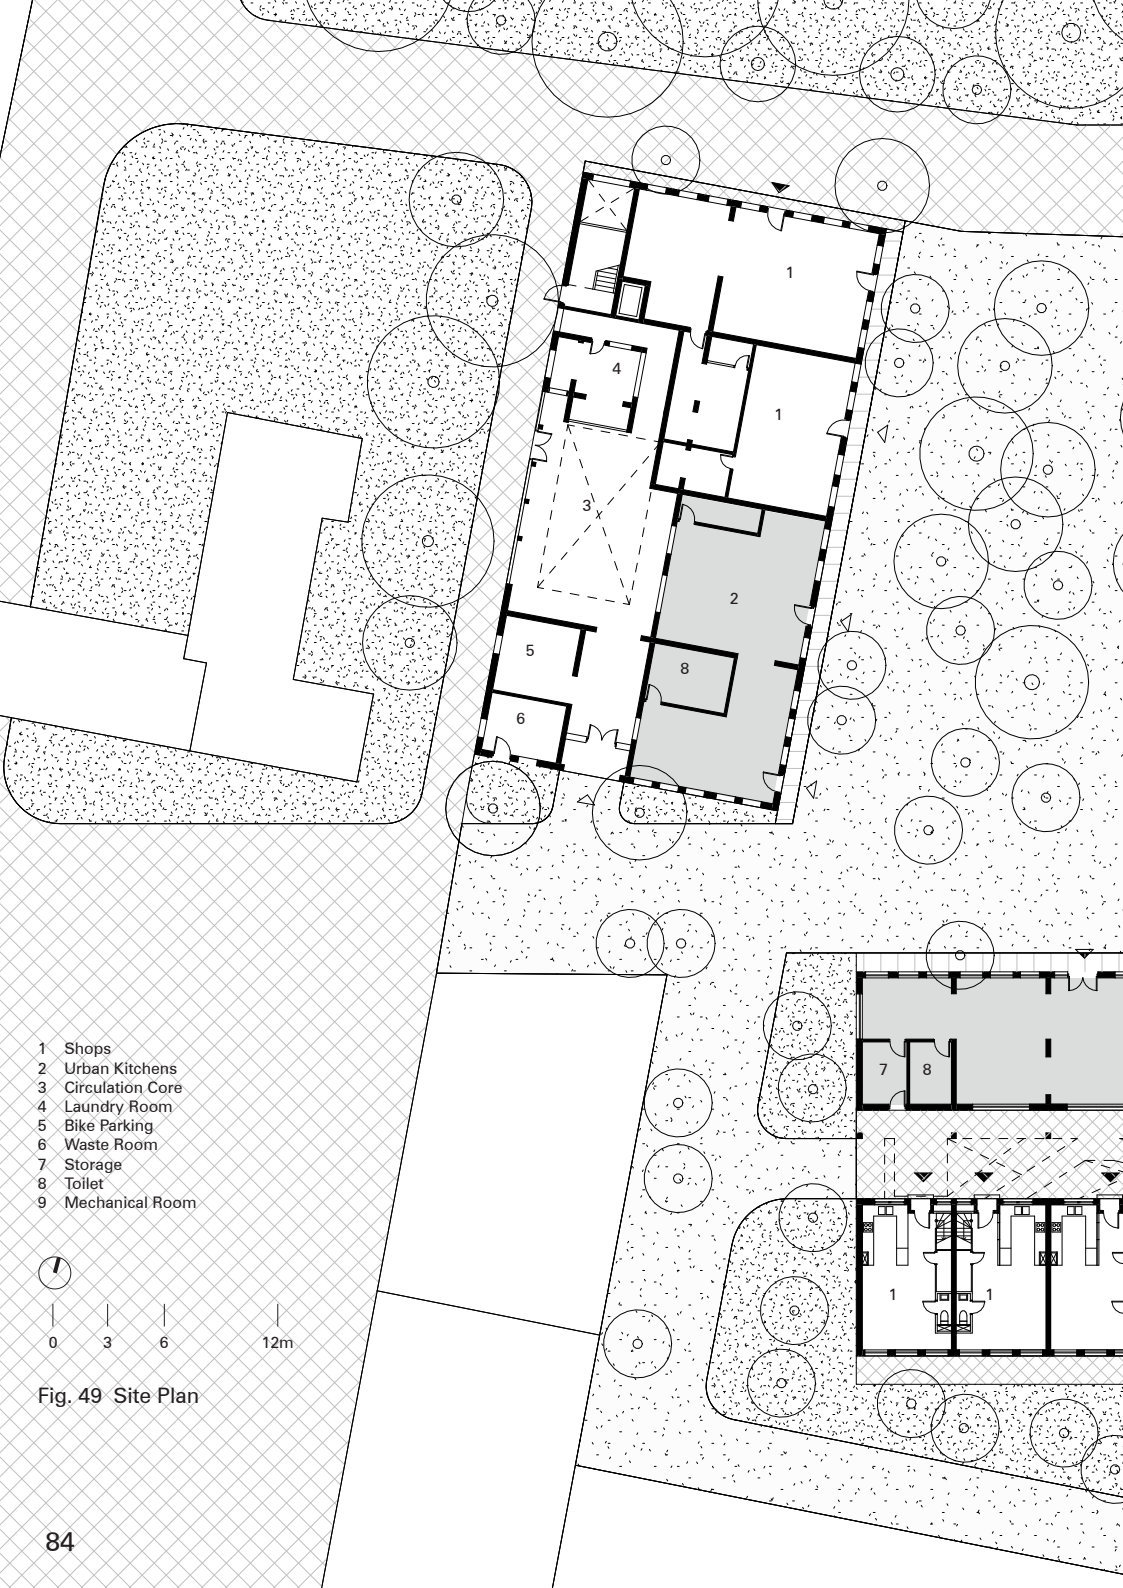 1
4
1
3
2
5
8
6
7
8
1
1
1 Shops
2 Urban Kitchens
3 Circulation Core
4 Laundry Room
5 Bike Parking
6 Waste Room
7 Storage
8 Toilet
9 Mechanical Room
0 3 6 12m
Fig. 49 Site Plan
84